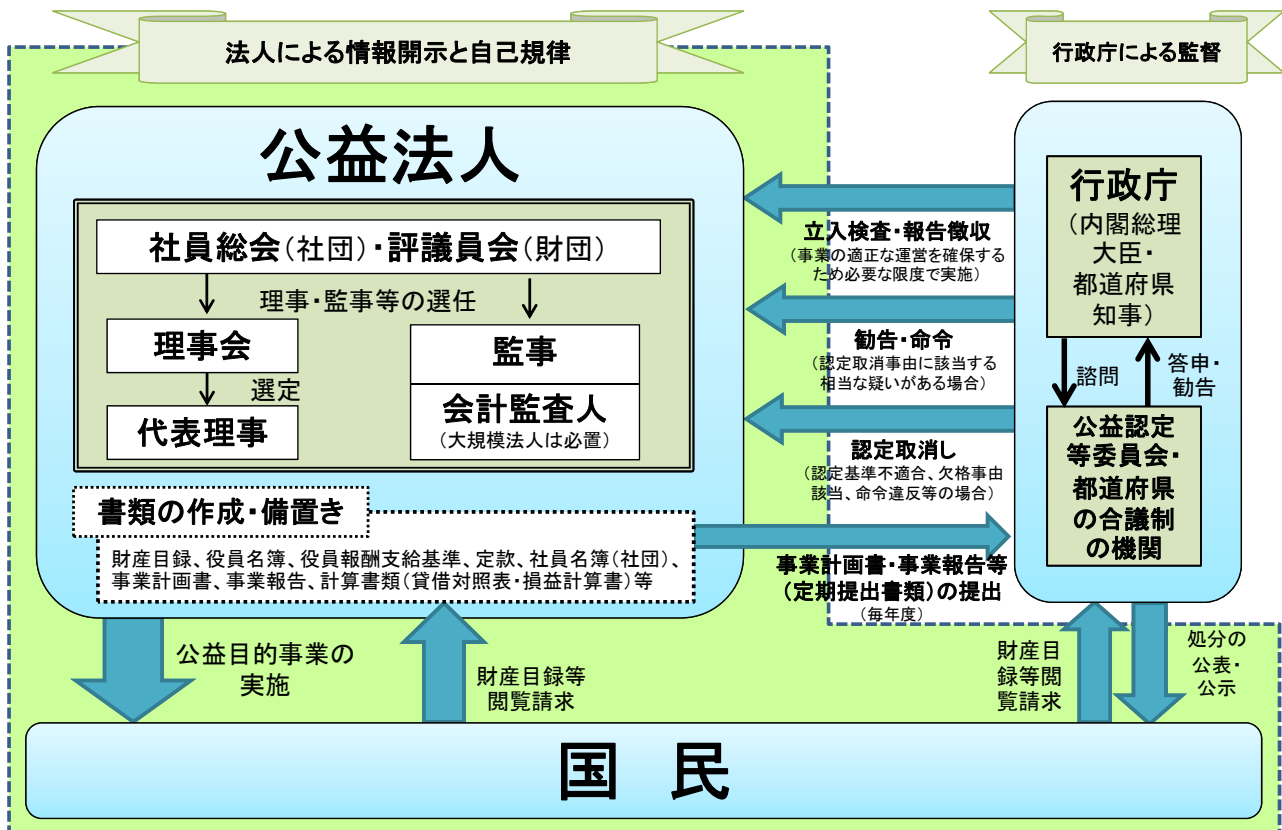 法人による情報開示と自己規律
行政庁による監督
公益法人
社員総会(社団)・評議員会(財団)
理事・監事等の選任
理事会
選定
代表理事
監事
会計監査人
(大規模法人は必置)
書類の作成・備置き
財産目録、役員名簿、役員報酬支給基準、定款、社員名簿(社団)、
事業計画書、事業報告、計算書類(貸借対照表・損益計算書)等
立入検査・報告徴収
(事業の適正な運営を確保する
ため必要な限度で実施)
勧告・命令
(認定取消事由に該当する
相当な疑いがある場合)
認定取消し
(認定基準不適合、欠格事由
該当、命令違反等の場合)
事業計画書・事業報告等
(定期提出書類)の提出
(毎年度)
行政庁
(内閣総理
大臣・
都道府県
知事)
諮問
答申・
勧告
公益認定
等委員会・
都道府県
の合議制
の機関
公益目的事業の
実施
財産目録等
閲覧請求
財産目
録等閲
覧請求
処分の
公表・
公示
国 民